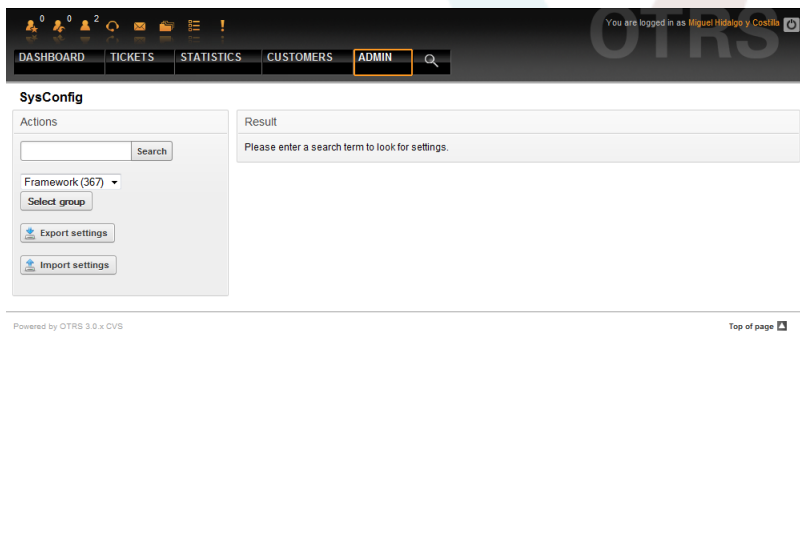 0 0 2
You are logged in as Miguel Hidalgo y Costilla
OTRS
DASHBOARD TICKETS STATISTICS CUSTOMERS ADMIN
SysConfig
Actions
Search
Framework (367)
Select group
Export settings
Import settings
Result
Please enter a search term to look for settings.
Powered by OTRS 3.0.x CVS
Top of page